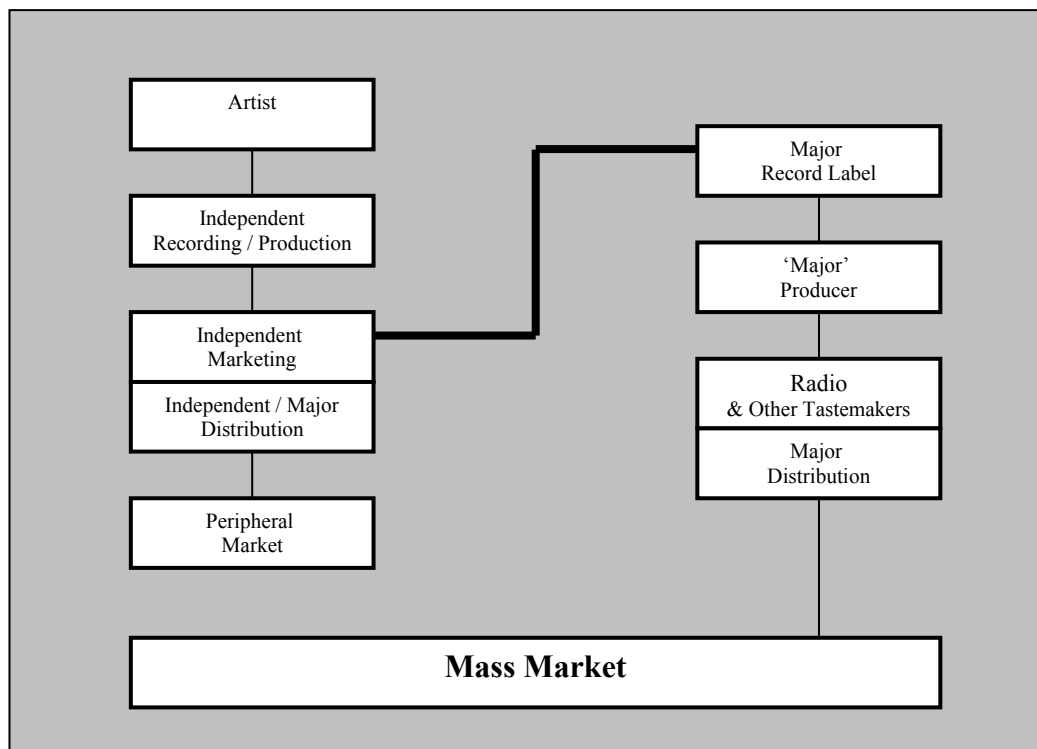 Artist
Independent
Recording / Production
Independent
Marketing
Independent / Major
Distribution
Peripheral
Market
Major
Record Label
‘Major’
Producer
Radio
& Other Tastemakers
Major
Distribution
Mass Market